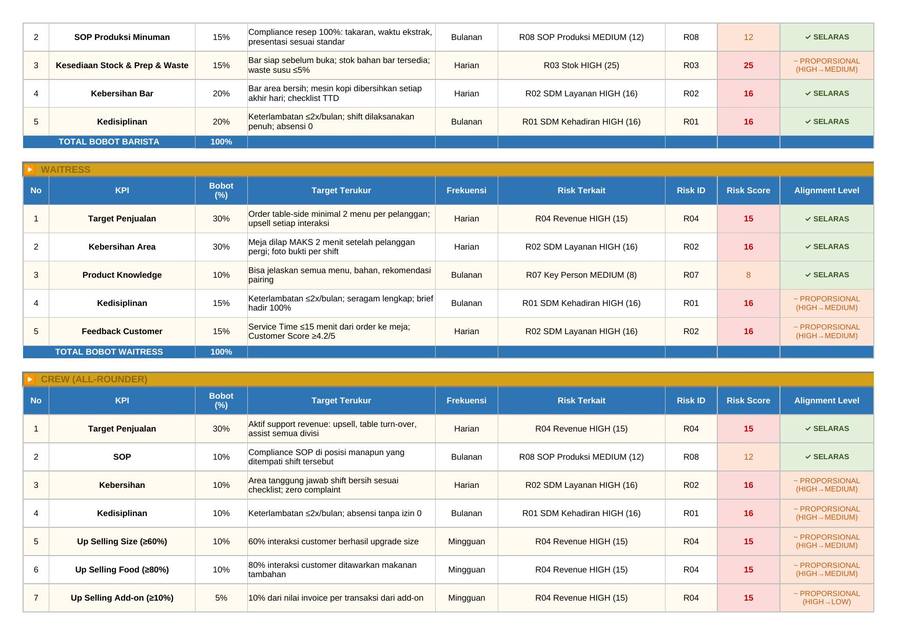 2 SOP Produksi Minuman 15% Compliance resep 100%: takaran, waktu ekstrak, presentasi sesuai standar Bulanan R08 SOP Produksi MEDIUM (12) R08 12 ✓ SELARAS
3 Kesediaan Stock & Prep & Waste 15% Bar siap sebelum buka; stok bahan bar tersedia; waste susu ≤5% Harian R03 Stok HIGH (25) R03 25 ~ PROPORSIONAL (HIGH→MEDIUM)
4 Kebersihan Bar 20% Bar area bersih; mesin kopi dibersihkan setiap akhir hari; checklist TTD Harian R02 SDM Layanan HIGH (16) R02 16 ✓ SELARAS
5 Kedisiplinan 20% Keterlambatan ≤2x/bulan; shift dilaksanakan penuh; absensi 0 Bulanan R01 SDM Kehadiran HIGH (16) R01 16 ✓ SELARAS
TOTAL BOBOT BARISTA 100%
WAITRESS
No KPI Bobot (%) Target Terukur Frekuensi Risk Terkait Risk ID Risk Score Alignment Level
1 Target Penjualan 30% Order table-side minimal 2 menu per pelanggan; upsell setiap interaksi Harian R04 Revenue HIGH (15) R04 15 ✓ SELARAS
2 Kebersihan Area 30% Meja dilap MAKS 2 menit setelah pelanggan pergi; foto bukti per shift Harian R02 SDM Layanan HIGH (16) R02 16 ✓ SELARAS
3 Product Knowledge 10% Bisa jelaskan semua menu, bahan, rekomendasi pairing Bulanan R07 Key Person MEDIUM (8) R07 8 ✓ SELARAS
4 Kedisiplinan 15% Keterlambatan ≤2x/bulan; seragam lengkap; brief hadir 100% Bulanan R01 SDM Kehadiran HIGH (16) R01 16 ~ PROPORSIONAL (HIGH→MEDIUM)
5 Feedback Customer 15% Service Time ≤15 menit dari order ke meja; Customer Score ≥4.2/5 Harian R02 SDM Layanan HIGH (16) R02 16 ~ PROPORSIONAL (HIGH→MEDIUM)
TOTAL BOBOT WAITRESS 100%
CREW (ALL-ROUNDER)
No KPI Bobot (%) Target Terukur Frekuensi Risk Terkait Risk ID Risk Score Alignment Level
1 Target Penjualan 30% Aktif support revenue: upsell, table turn-over, assist semua divisi Harian R04 Revenue HIGH (15) R04 15 ✓ SELARAS
2 SOP 10% Compliance SOP di posisi manapun yang ditempati shift tersebut Bulanan R08 SOP Produksi MEDIUM (12) R08 12 ✓ SELARAS
3 Kebersihan 10% Area tanggung jawab shift bersih sesuai checklist; zero complaint Harian R02 SDM Layanan HIGH (16) R02 16 ~ PROPORSIONAL (HIGH→MEDIUM)
4 Kedisiplinan 10% Keterlambatan ≤2x/bulan; absensi tanpa izin 0 Bulanan R01 SDM Kehadiran HIGH (16) R01 16 ~ PROPORSIONAL (HIGH→MEDIUM)
5 Up Selling Size (≥60%) 10% 60% interaksi customer berhasil upgrade size Mingguan R04 Revenue HIGH (15) R04 15 ~ PROPORSIONAL (HIGH→MEDIUM)
6 Up Selling Food (≥80%) 10% 80% interaksi customer ditawarkan makanan tambahan Mingguan R04 Revenue HIGH (15) R04 15 ~ PROPORSIONAL (HIGH→MEDIUM)
7 Up Selling Add-on (≥10%) 5% 10% dari nilai invoice per transaksi dari add-on Mingguan R04 Revenue HIGH (15) R04 15 ~ PROPORSIONAL (HIGH→LOW)